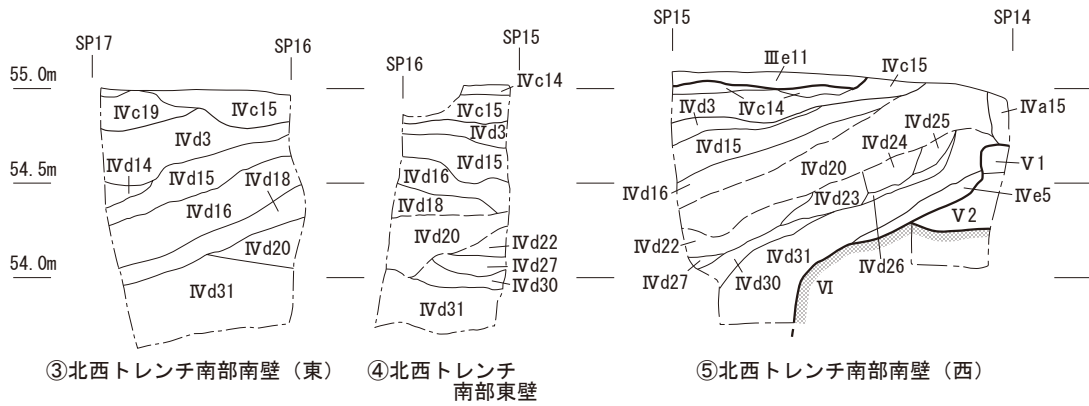 SP17
SP16
55.0m
Ⅳc19
Ⅳc15
Ⅳd3
Ⅳd14
54.5m
Ⅳd15
Ⅳd18
Ⅳd16
Ⅳd20
54.0m
Ⅳd31
③北西トレンチ南部南壁（東）
SP15
SP16
Ⅳc14
Ⅳc15
Ⅳd3
Ⅳd15
Ⅳd16
Ⅳd18
Ⅳd20
Ⅳd22
Ⅳd27
Ⅳd30
Ⅳd31
④北西トレンチ
南部東壁
SP15
SP14
Ⅲe11
Ⅳc15
Ⅳc14
Ⅳa15
Ⅳd3
Ⅳd25
Ⅳd15
Ⅳd24
Ⅴ1
Ⅳd20
Ⅳd16
Ⅳe5
Ⅳd23
Ⅴ2
Ⅳd22
Ⅳd31
Ⅳd26
Ⅳd27
Ⅳd30
Ⅵ
⑤北西トレンチ南部南壁（西）